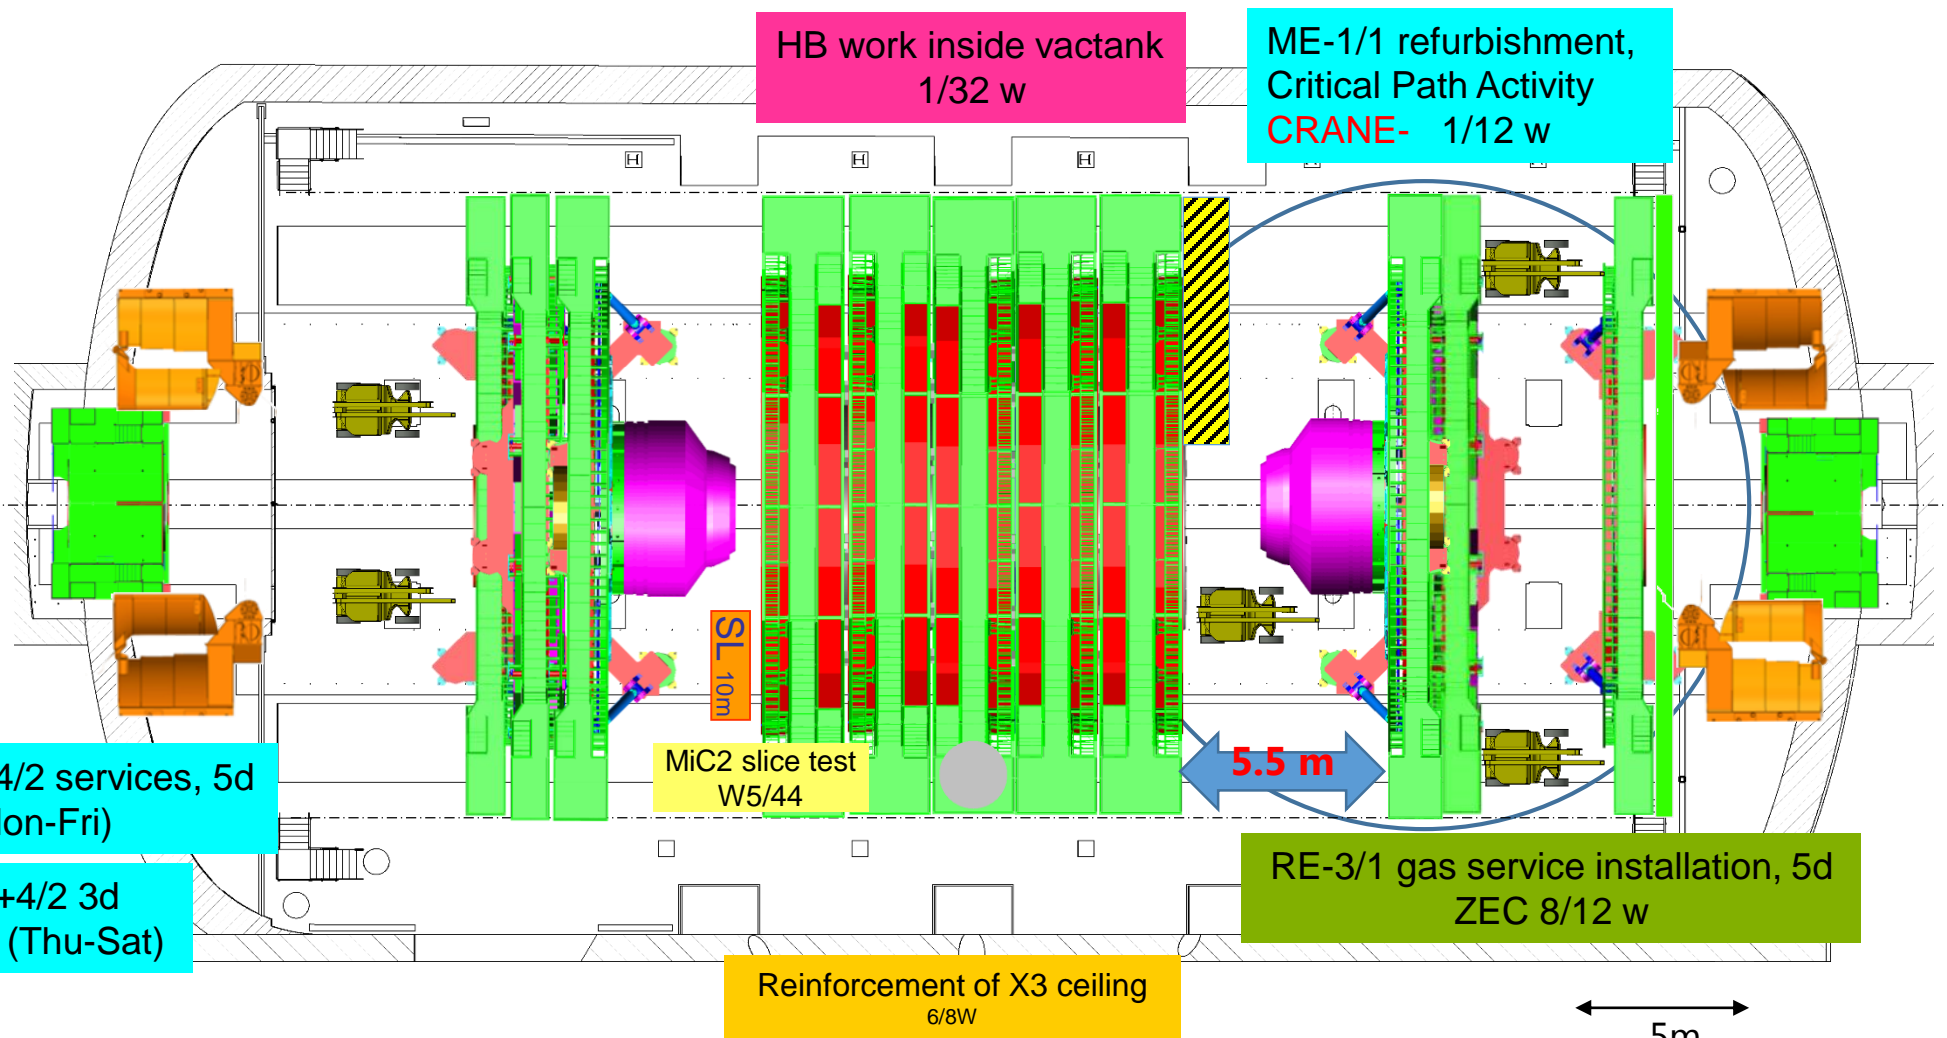 HB work inside vactank
1/32 w
ME-1/1 refurbishment,
Critical Path Activity
CRANE- 1/12 w
H
H
H
SL 10m
MiC2 slice test
W5/44
5.5 m
4/2 services, 5d
on-Fri)
+4/2 3d
(Thu-Sat)
RE-3/1 gas service installation, 5d
ZEC 8/12 w
Reinforcement of X3 ceiling
6/8W
5m